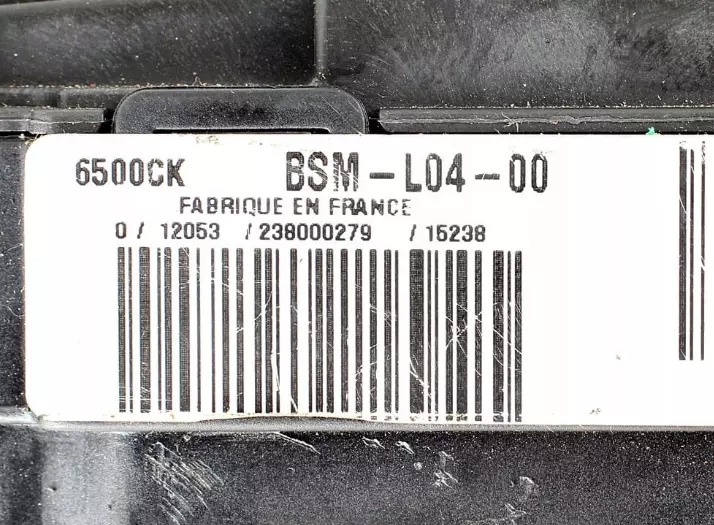 6500CK BSM-L04-00
FABRIQUE EN FRANCE
0/ 12053 /238000279 /15238